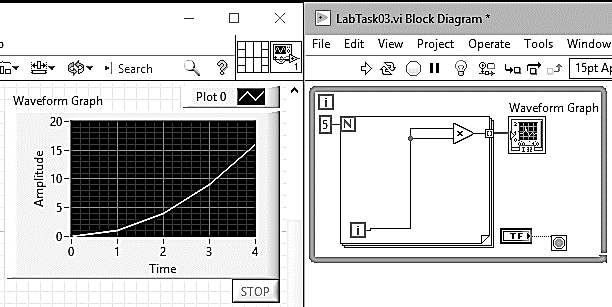 Search
Waveform Graph
Plot 0
20
15
10
5
0
Amplitude
0 1 2 3 4
Time
STOP
LabTask03.vi Block Diagram *
File Edit View Project Operate Tools Window
15pt Ap
i
5 N
Waveform Graph
i
TF